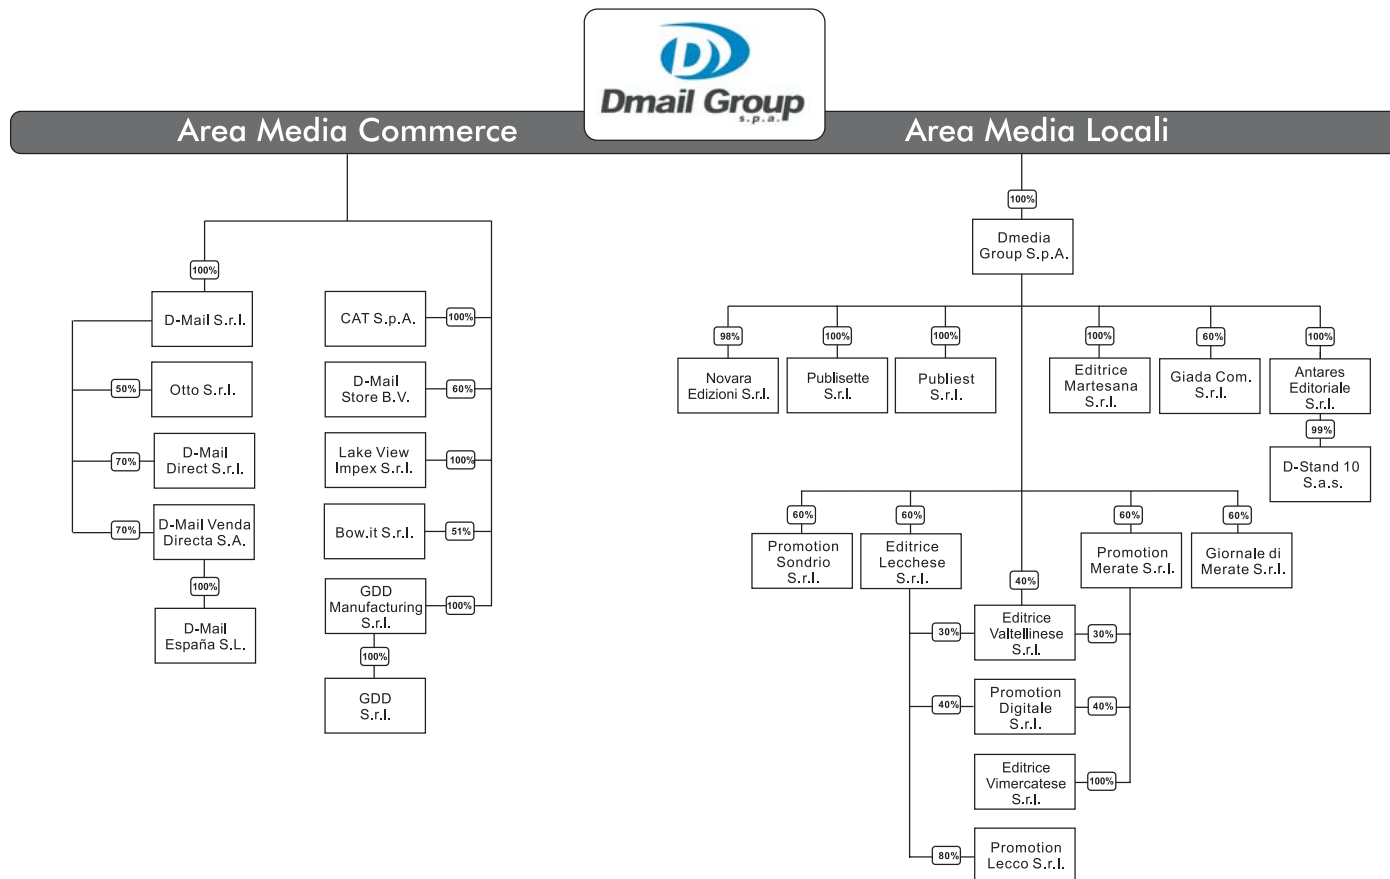 Dmail Group
s.p.a.
Area Media Commerce
Area Media Locali
100%
D-Mail S.r.l.
50%
Otto S.r.l.
70%
D-Mail
Direct S.r.l.
70%
D-Mail Venda
Directa S.A.
100%
D-Mail
España S.L.
CAT S.p.A.
100%
D-Mail
Store B.V.
60%
Lake View
Impex S.r.l.
100%
Bow.it S.r.l.
51%
GDD
Manufacturing
S.r.l.
100%
100%
GDD
S.r.l.
100%
Dmedia
Group S.p.A.
98%
Novara
Edizioni S.r.l.
100%
Publisette
S.r.l.
100%
Publiest
S.r.l.
100%
Editrice
Martesana
S.r.l.
60%
Giada Com.
S.r.l.
100%
Antares
Editoriale
S.r.l.
99%
D-Stand 10
S.a.s.
60%
Promotion
Sondrio
S.r.l.
60%
Editrice
Lecchese
S.r.l.
60%
Promotion
Merate S.r.l.
60%
Giornale di
Merate S.r.l.
40%
30%
Editrice
Valtellinese
S.r.l.
30%
40%
Promotion
Digitale
S.r.l.
40%
Editrice
Vimercatese
S.r.l.
100%
80%
Promotion
Lecco S.r.l.